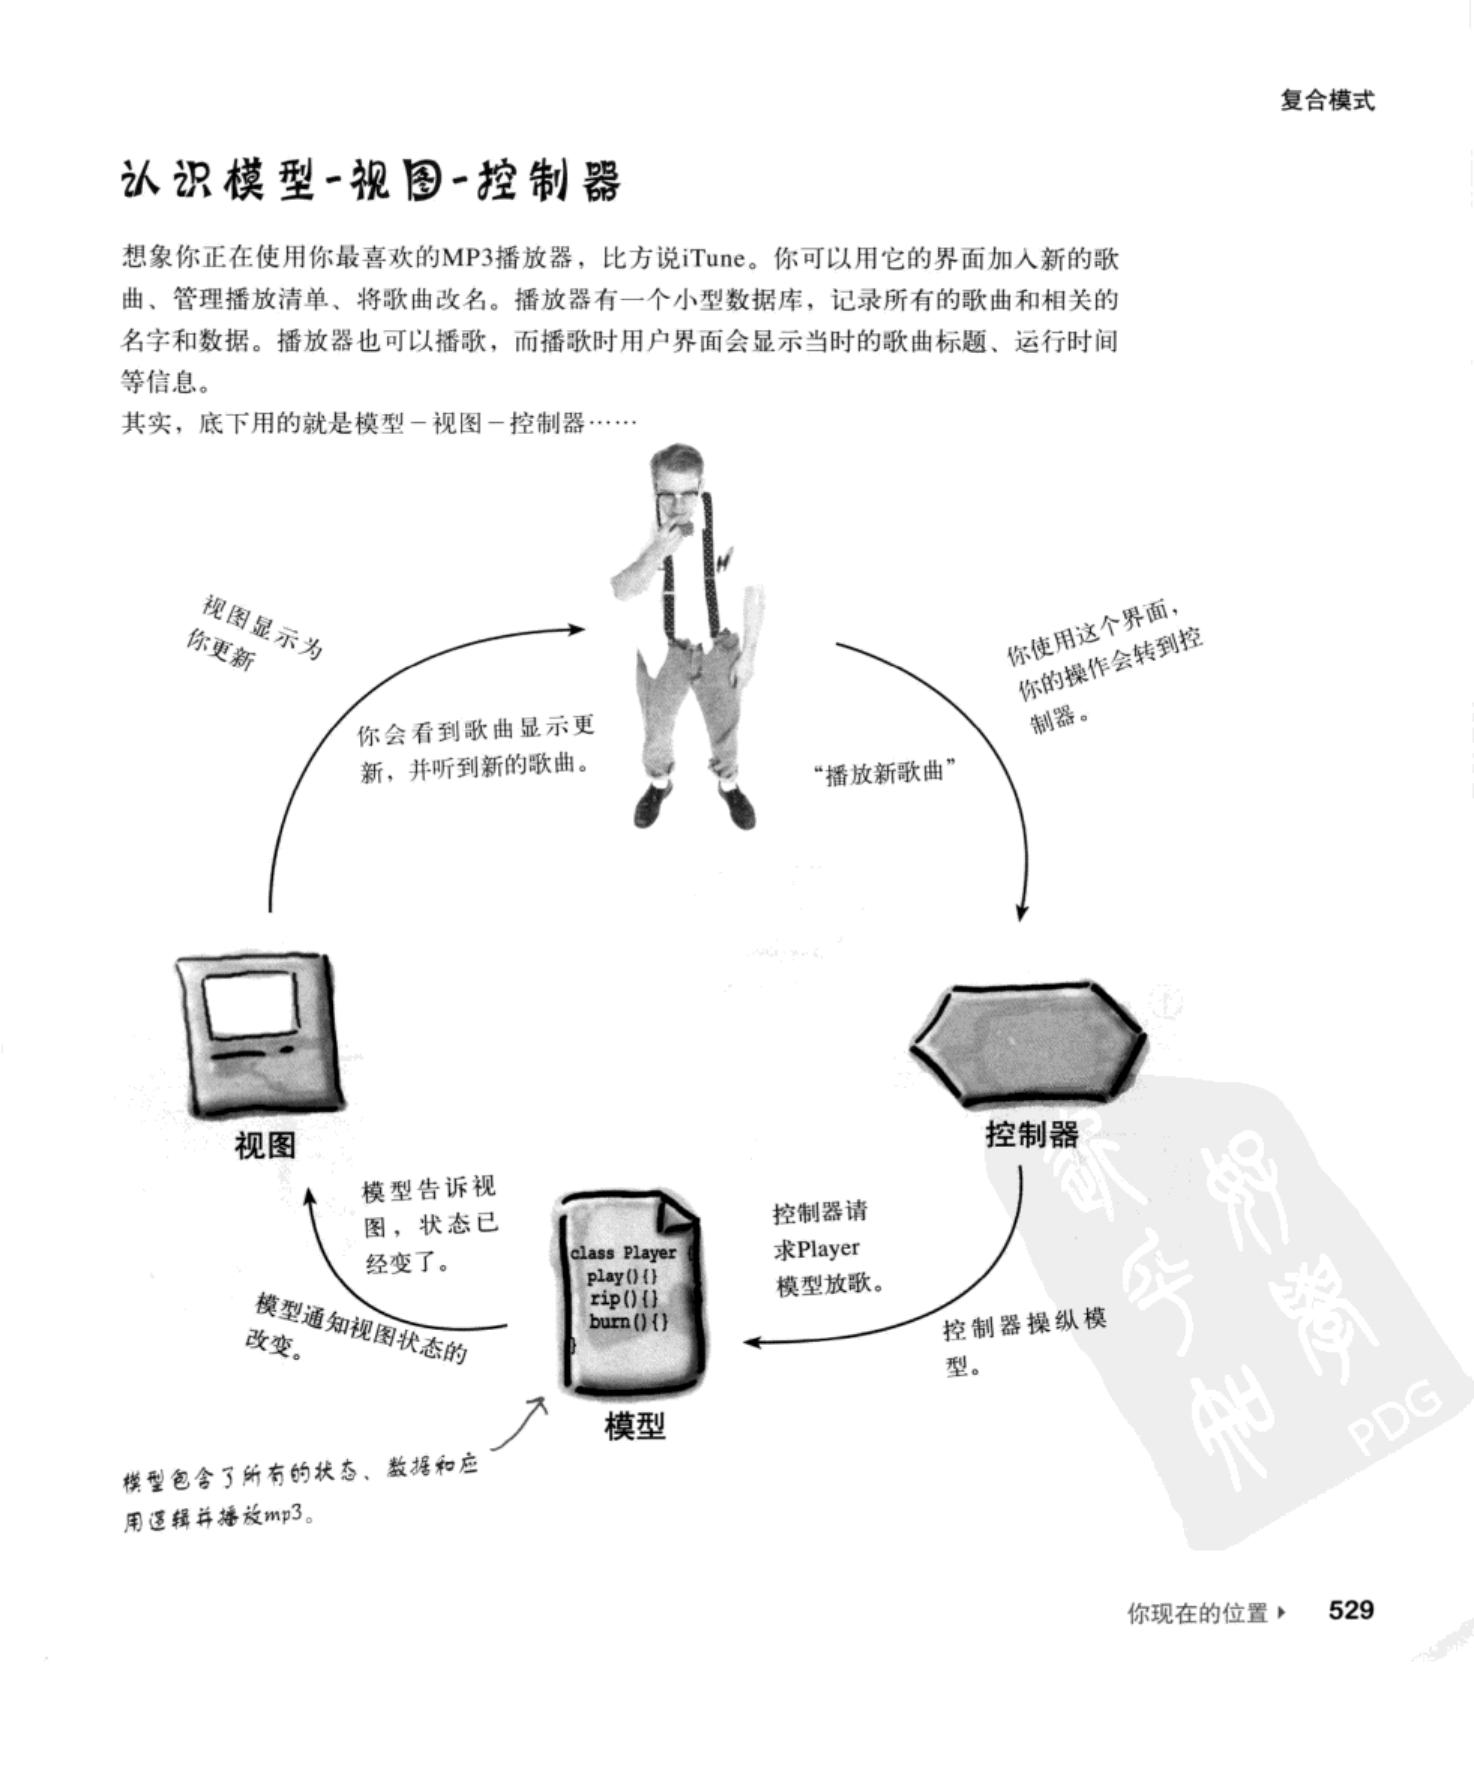 复合模式
认识模型-视图-控制器
想象你正在使用你最喜欢的MP3播放器，比方说iTune。你可以用它的界面加入新的歌
曲、管理播放清单、将歌曲改名。播放器有一个小型数据库，记录所有的歌曲和相关的
名字和数据。播放器也可以播歌，而播歌时用户界面会显示当时的歌曲标题、运行时间
等信息。
其实，底下用的就是模型－视图－控制器……
视图显示为
你更新
你会看到歌曲显示更
新，并听到新的歌曲。
“播放新歌曲”
你使用这个界面，
你的操作会转到控
制器。
视图
控制器
模型告诉视
图，状态已
经变了。
模型通知视图状态的
改变。
class Player {
play(){}
rip(){}
burn(){}
}
模型
控制器请
求Player
模型放歌。
控制器操纵模
型。
模型包含了所有的状态、数据和应
用逻辑并播放mp3。
PDG
你现在的位置 ▸ 529